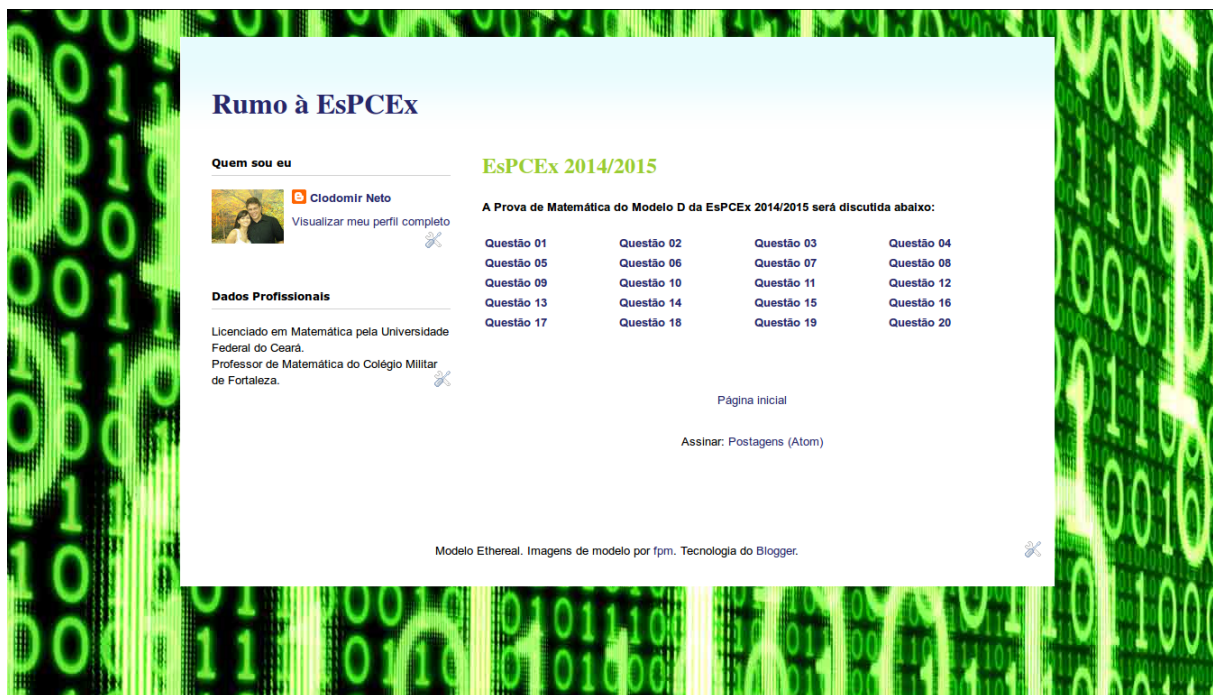 Rumo à EsPCEx
Quem sou eu
Clodomir Neto
Visualizar meu perfil completo
Dados Profissionais
Licenciado em Matemática pela Universidade
Federal do Ceará.
Professor de Matemática do Colégio Militar
de Fortaleza.
EsPCEx 2014/2015
A Prova de Matemática do Modelo D da EsPCEx 2014/2015 será discutida abaixo:
Questão 01 Questão 02 Questão 03 Questão 04
Questão 05 Questão 06 Questão 07 Questão 08
Questão 09 Questão 10 Questão 11 Questão 12
Questão 13 Questão 14 Questão 15 Questão 16
Questão 17 Questão 18 Questão 19 Questão 20
Página inicial
Assinar: Postagens (Atom)
Modelo Ethereal. Imagens de modelo por fpm. Tecnologia do Blogger.